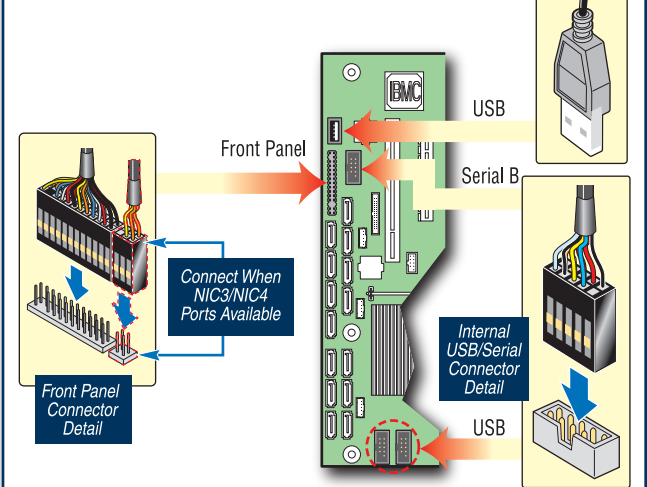 IBMC
USB
Front Panel
Serial B
Connect When
NIC3/NIC4
Ports Available
Internal
USB/Serial
Connector
Detail
Front Panel
Connector
Detail
USB